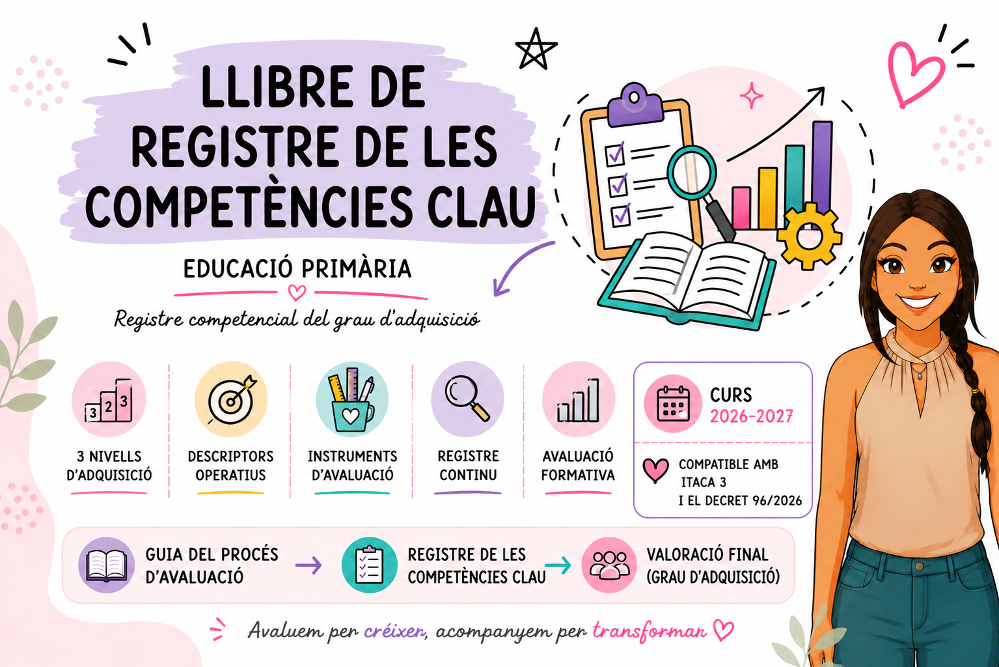 LLIBRE DE
REGISTRE DE LES
COMPETÈNCIES CLAU
EDUCACIÓ PRIMÀRIA
Registre competencial del grau d'adquisició
3 2 3
3 NIVELLS
D'ADQUISICIÓ
DESCRIPTORS
OPERATIUS
INSTRUMENTS
D'AVALUACIÓ
REGISTRE
CONTINU
AVALUACIÓ
FORMATIVA
CURS
2026-2027
COMPATIBLE AMB
ITACA 3
I EL DECRET 96/2026
GUIA DEL PROCÉS
D'AVALUACIÓ
REGISTRE DE LES
COMPETÈNCIES CLAU
VALORACIÓ FINAL
(GRAU D'ADQUISICIÓ)
Avaluem per créixer, acompanyem per transformar